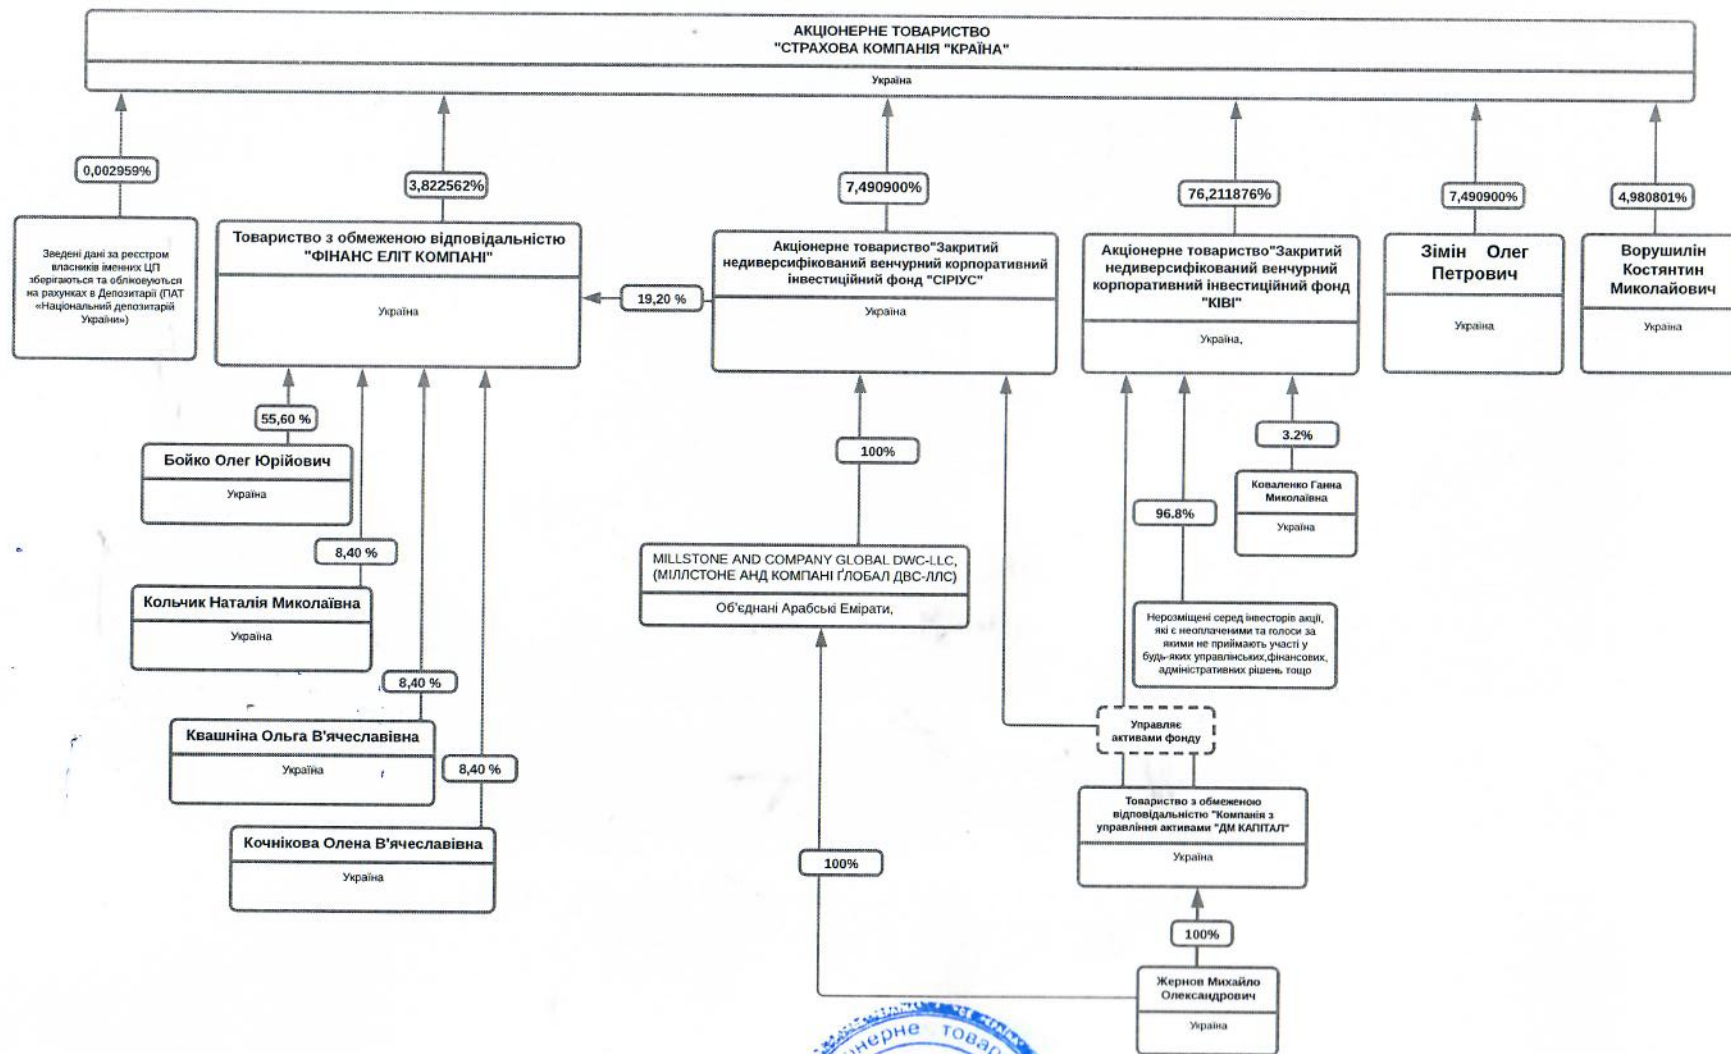 АКЦІОНЕРНЕ ТОВАРИСТВО
"СТРАХОВА КОМПАНІЯ "КРАЇНА"
Україна
0,002959%
3,822562%
7,490900%
76,211876%
7,490900%
4,980801%
Зведені дані за реєстром
власників іменних ЦП
зберігаються та обліковуються
на рахунках в Депозитарії (ПАТ
«Національний депозитарій
України»)
Товариство з обмеженою відповідальністю
"ФІНАНС ЕЛІТ КОМПАНІ"
Україна
19,20 %
Акціонерне товариство"Закритий
недиверсифікований венчурний корпоративний
інвестиційний фонд "СІРІУС"
Україна
Акціонерне товариство"Закритий
недиверсифікований венчурний
корпоративний інвестиційний фонд
"КІВІ"
Україна,
Зімін Олег
Петрович
Україна
Ворушилін
Костянтин
Миколайович
Україна
55,60 %
Бойко Олег Юрійович
Україна
8,40 %
Кольчик Наталія Миколаївна
Україна
8,40 %
Квашніна Ольга В'ячеславівна
Україна
8,40 %
Кочнікова Олена В'ячеславівна
Україна
100%
MILLSTONE AND COMPANY GLOBAL DWC-LLC,
(МІЛЛСТОНЕ АНД КОМПАНІ ҐЛОБАЛ ДВС-ЛЛС)
Об'єднані Арабські Емірати,
100%
96.8%
3.2%
Коваленко Ганна
Миколаївна
Україна
Нерозміщені серед інвесторів акції,
які є неоплаченими та голоси за
якими не приймають участі у
будь-яких управлінських,фінансових,
адміністративних рішень тощо
Управляє
активами фонду
Товариство з обмеженою
відповідальністю "Компанія з
управління активами "ДМ КАПІТАЛ"
Україна
100%
Жернов Михайло
Олександрович
Україна